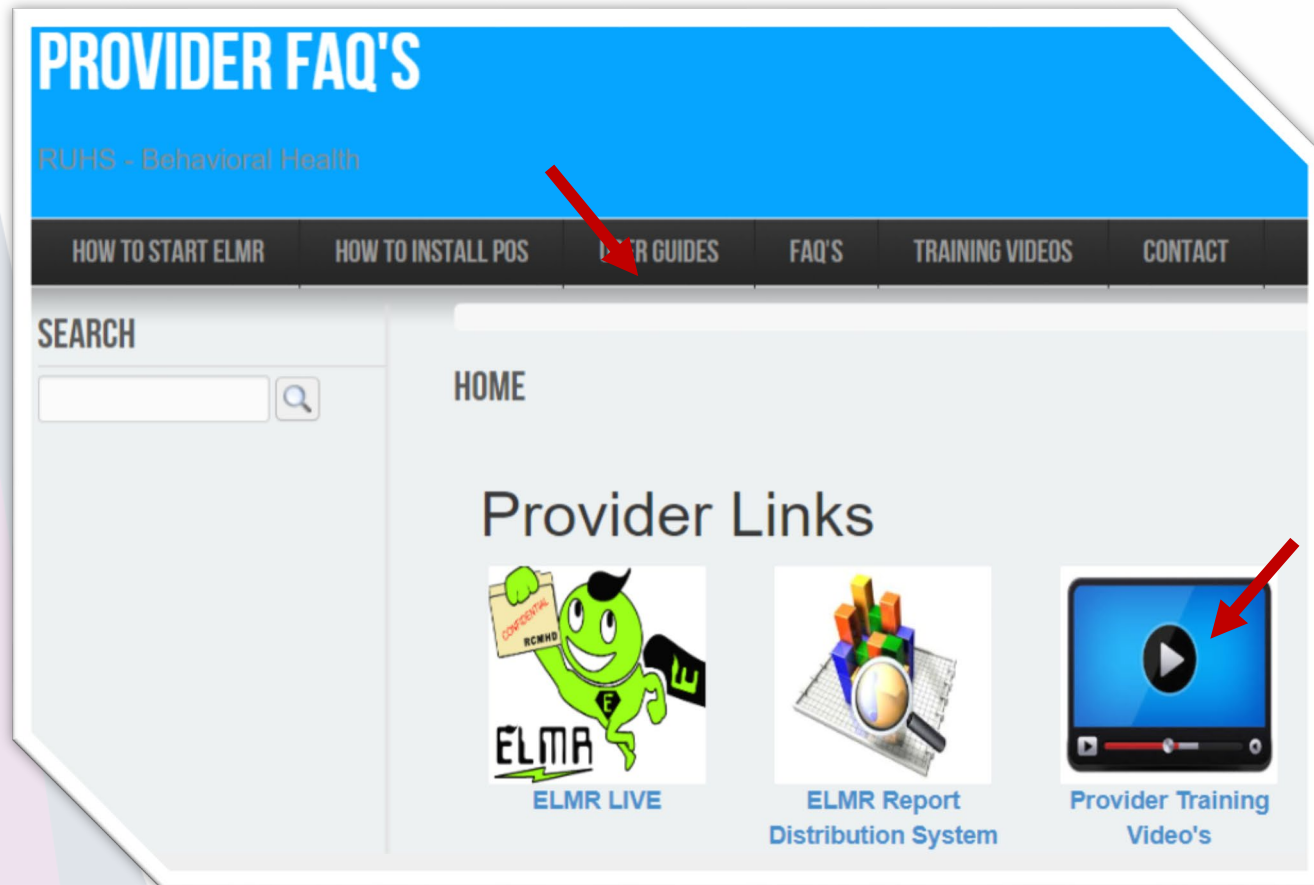 PROVIDER FAQ'S
RUHS - Behavioral Health
HOW TO START ELMR
HOW TO INSTALL POS
USER GUIDES
FAQ'S
TRAINING VIDEOS
CONTACT
SEARCH
HOME
Provider Links
CONFIDENTIAL
RCMHD
E
E
ELMR
ELMR LIVE
ELMR Report
Distribution System
Provider Training
Video's